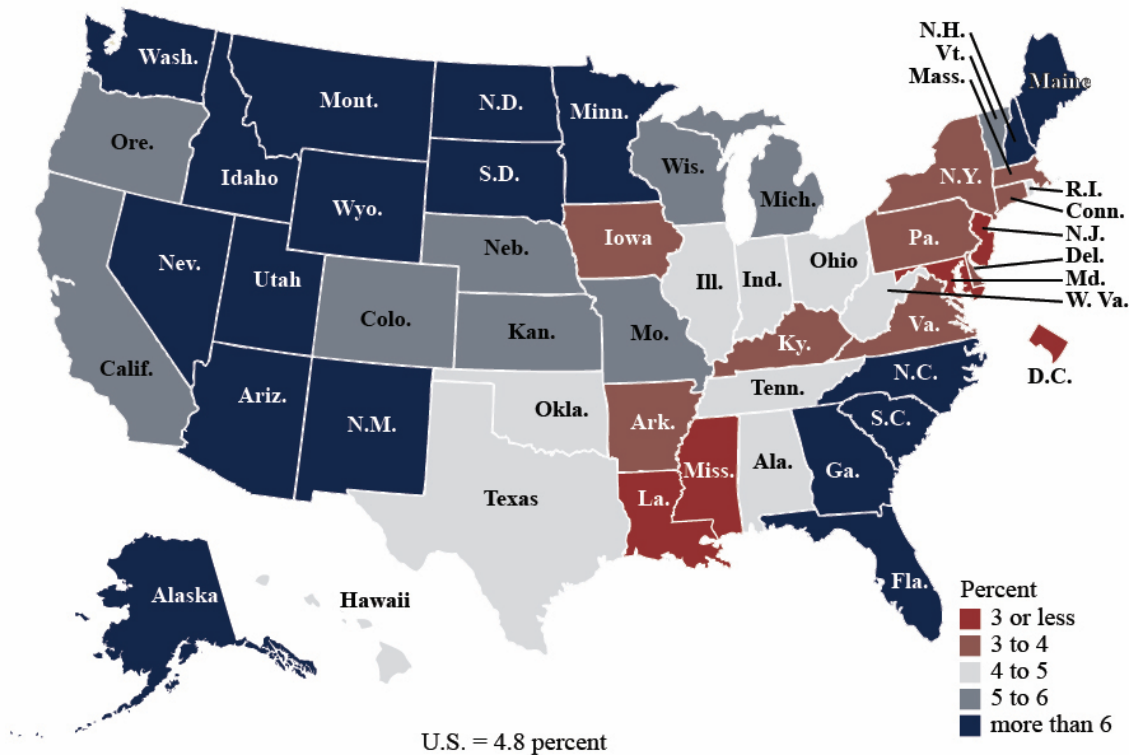 N.H.
Vt.
Mass.
Wash.
Mont.
N.D.
Minn.
Maine
Ore.
Idaho
S.D.
Wis.
Mich.
N.Y.
R.I.
Conn.
N.J.
Del.
Md.
W. Va.
Wyo.
Iowa
Pa.
Neb.
Nev.
Utah
Ill.
Ind.
Ohio
Colo.
Kan.
Mo.
Ky.
Va.
D.C.
Calif.
Tenn.
N.C.
Ariz.
N.M.
Okla.
Ark.
S.C.
Miss.
Ala.
Ga.
Texas
La.
Fla.
Alaska
Hawaii
Percent
3 or less
3 to 4
4 to 5
5 to 6
more than 6
U.S. = 4.8 percent